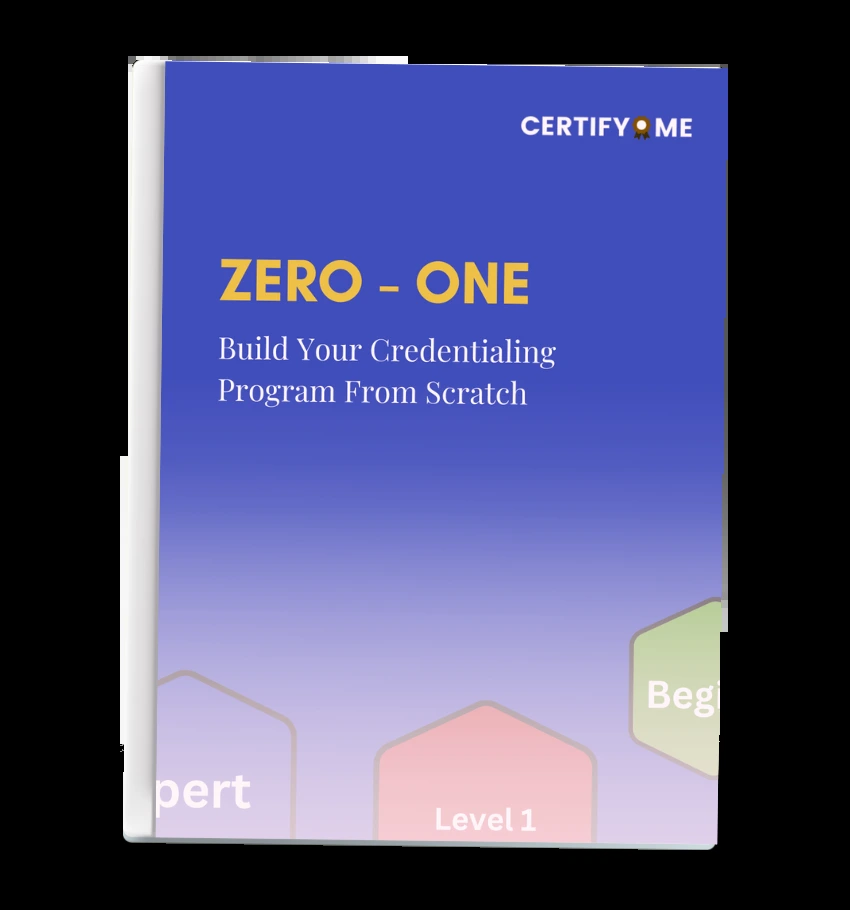 CERTIFY ME
ZERO – ONE
Build Your Credentialing
Program From Scratch
Begi
pert
Level 1